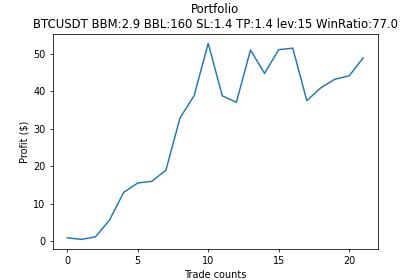 Portfolio
BTCUSDT BBM:2.9 BBL:160 SL:1.4 TP:1.4 lev:15 WinRatio:77.0
50
40
30
20
10
0
Profit ($)
0 5 10 15 20
Trade counts